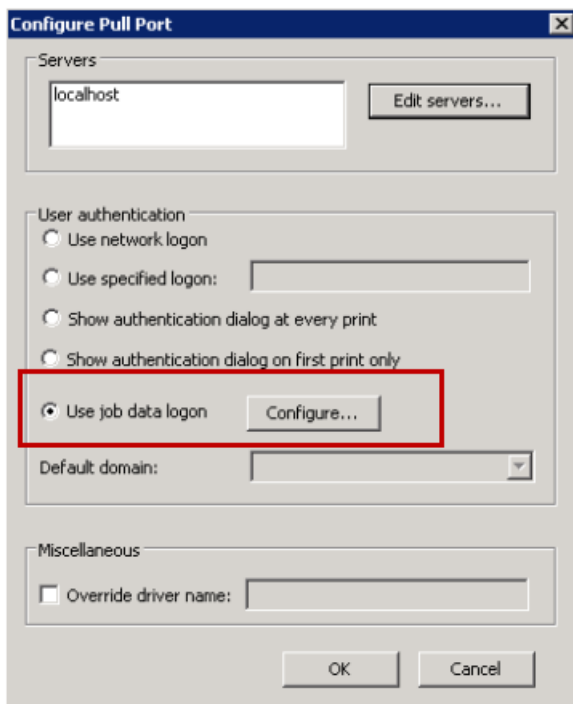 Configure Pull Port
Servers
localhost
Edit servers...
User authentication
Use network logon
Use specified logon:
Show authentication dialog at every print
Show authentication dialog on first print only
Use job data logon
Configure...
Default domain:
Miscellaneous
Override driver name:
OK
Cancel